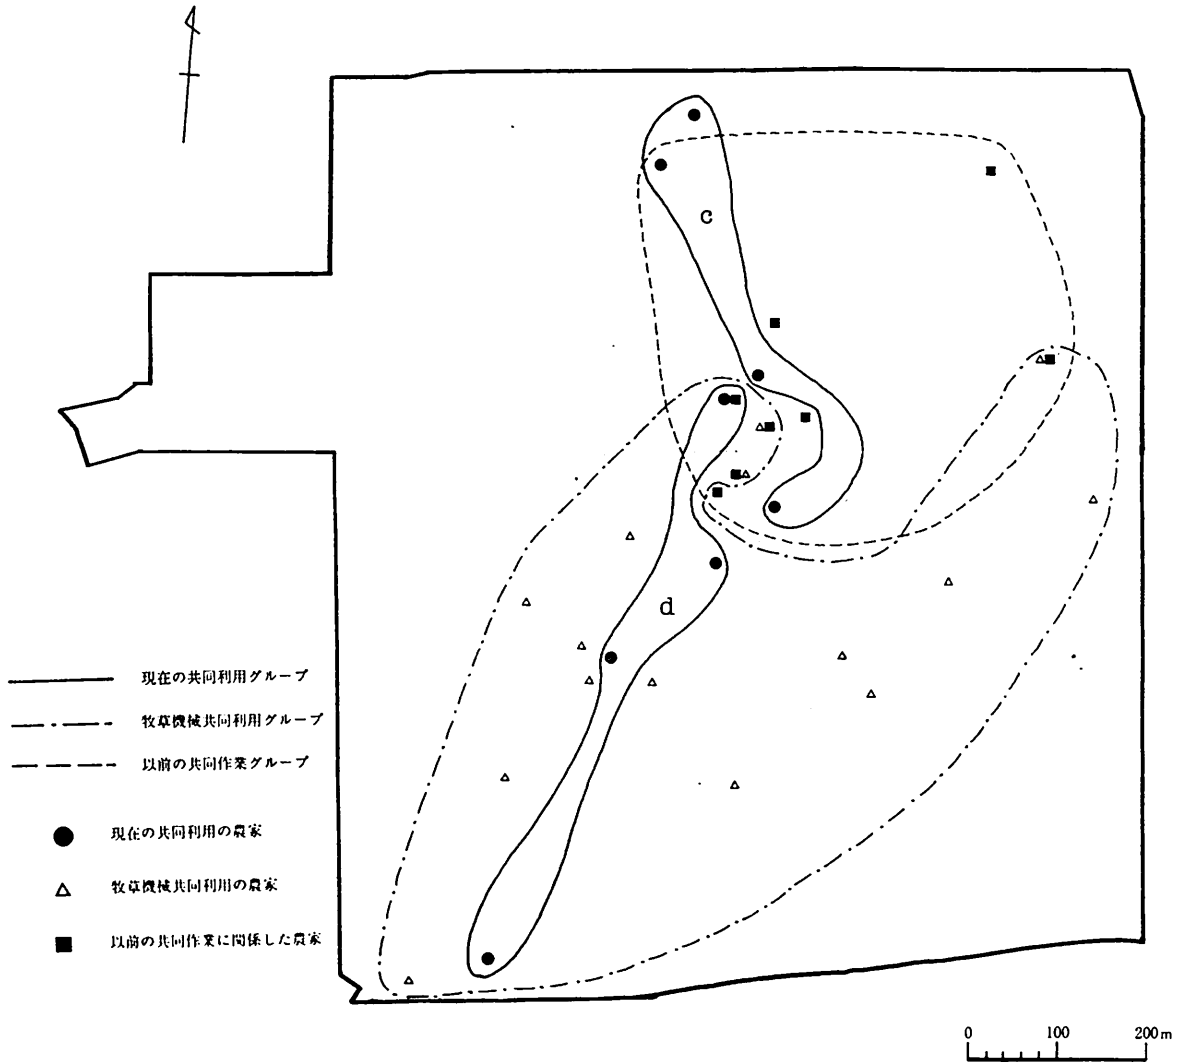 c
d
現在の共同利用グループ
牧草機械共同利用グループ
以前の共同作業グループ
現在の共同利用の農家
牧草機械共同利用の農家
以前の共同作業に関係した農家
0 100 200m